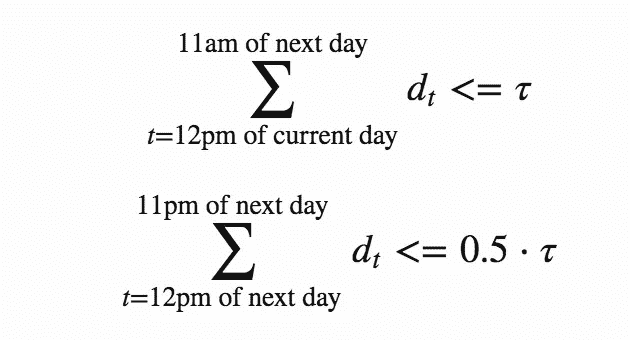 11am of next day
∑ d_t <= τ
t=12pm of current day
11pm of next day
∑ d_t <= 0.5 · τ
t=12pm of next day